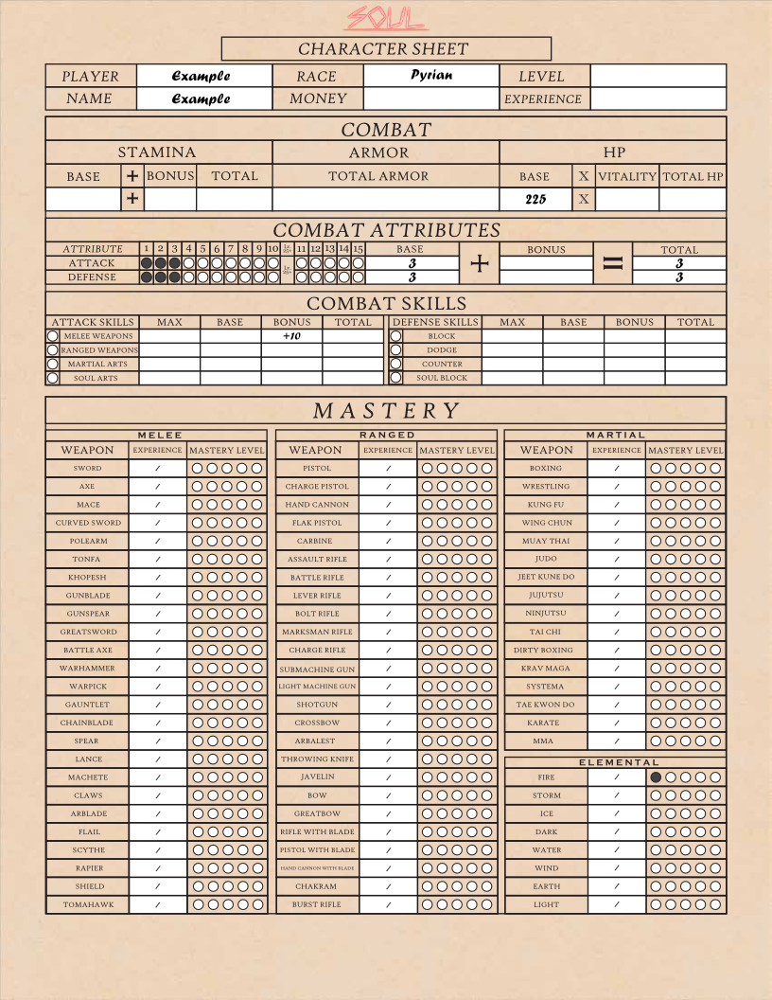 SOUL
CHARACTER SHEET
PLAYER Example RACE Pyrian LEVEL
NAME Example MONEY EXPERIENCE
COMBAT
STAMINA ARMOR HP
BASE + BONUS TOTAL TOTAL ARMOR BASE X VITALITY TOTAL HP
+ 225 X
COMBAT ATTRIBUTES
ATTRIBUTE 1 2 3 4 5 6 7 8 9 10 11 12 13 14 15 BASE + BONUS = TOTAL
ATTACK 3 3
DEFENSE 3 3
COMBAT SKILLS
ATTACK SKILLS MAX BASE BONUS TOTAL DEFENSE SKILLS MAX BASE BONUS TOTAL
MELEE WEAPONS +10 BLOCK
RANGED WEAPONS DODGE
MARTIAL ARTS COUNTER
SOUL ARTS SOUL BLOCK
MASTERY
MELEE RANGED MARTIAL
WEAPON EXPERIENCE MASTERY LEVEL WEAPON EXPERIENCE MASTERY LEVEL WEAPON EXPERIENCE MASTERY LEVEL
SWORD / PISTOL / BOXING /
AXE / CHARGE PISTOL / WRESTLING /
MACE / HAND CANNON / KUNG FU /
CURVED SWORD / FLAK PISTOL / WING CHUN /
POLEARM / CARBINE / MUAY THAI /
TONFA / ASSAULT RIFLE / JUDO /
KHOPESH / BATTLE RIFLE / JEET KUNE DO /
GUNBLADE / LEVER RIFLE / JUJUTSU /
GUNSPEAR / BOLT RIFLE / NINJUTSU /
GREATSWORD / MARKSMAN RIFLE / TAI CHI /
BATTLE AXE / CHARGE RIFLE / DIRTY BOXING /
WARHAMMER / SUBMACHINE GUN / KRAV MAGA /
WARPICK / LIGHT MACHINE GUN / SYSTEMA /
GAUNTLET / SHOTGUN / TAE KWON DO /
CHAINBLADE / CROSSBOW / KARATE /
SPEAR / ARBALEST / MMA /
LANCE / THROWING KNIFE / ELEMENTAL
MACHETE / JAVELIN / FIRE /
CLAWS / BOW / STORM /
ARBLADE / GREATBOW / ICE /
FLAIL / RIFLE WITH BLADE / DARK /
SCYTHE / PISTOL WITH BLADE / WATER /
RAPIER / HAND CANNON WITH BLADE / WIND /
SHIELD / CHAKRAM / EARTH /
TOMAHAWK / BURST RIFLE / LIGHT /